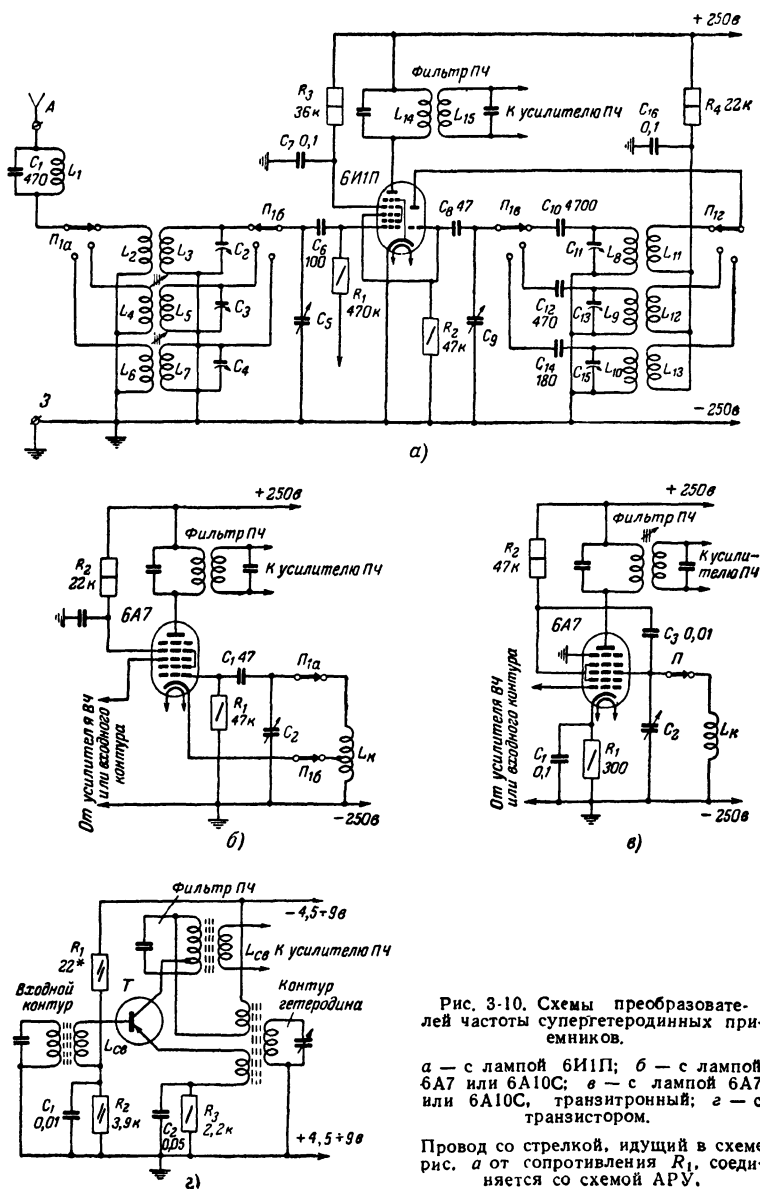 + 250в
Фильтр ПЧ
R3
36к
L14
L15
К усилителю ПЧ
C16
0,1
R4 22к
A
C1
470
L1
C7 0,1
6И1П
П1а
L2
L3
C2
П1б
C6
100
C8 47
П1в
C10 4700
C11
L8
L11
П1г
L4
L5
C3
C5
R1
470к
R2
47к
C9
C12
470
C13
L9
L12
L6
L7
C4
C14
180
C15
L10
L13
З
− 250в
а)
+ 250в
Фильтр ПЧ
R2
22к
К усилителю ПЧ
6А7
C1 47
П1а
R1
47к
C2
Lк
П1б
От усилителя ВЧ
или входного
контура
− 250в
б)
+ 250в
Фильтр ПЧ
R2
47к
К усили-
телю ПЧ
6А7
C3 0,01
П
C2
Lк
C1
0,1
R1
300
От усилителя ВЧ
или входного контура
− 250в
в)
Фильтр ПЧ
− 4,5÷9в
R1
22*
Т
Lсв
К усилителю ПЧ
Входной
контур
Контур
гетеродина
Lсв
C1
0,01
R2
3,9к
C2
0,05
R3
2,2к
+4,5÷9в
г)
Рис. 3-10. Схемы преобразовате-
лей частоты супергетеродинных при-
емников.
а — с лампой 6И1П; б — с лампой
6А7 или 6А10С; в — с лампой 6А7
или 6А10С, транзитронный; г — с
транзистором.
Провод со стрелкой, идущий в схеме
рис. а от сопротивления R1, соеди-
няется со схемой АРУ.